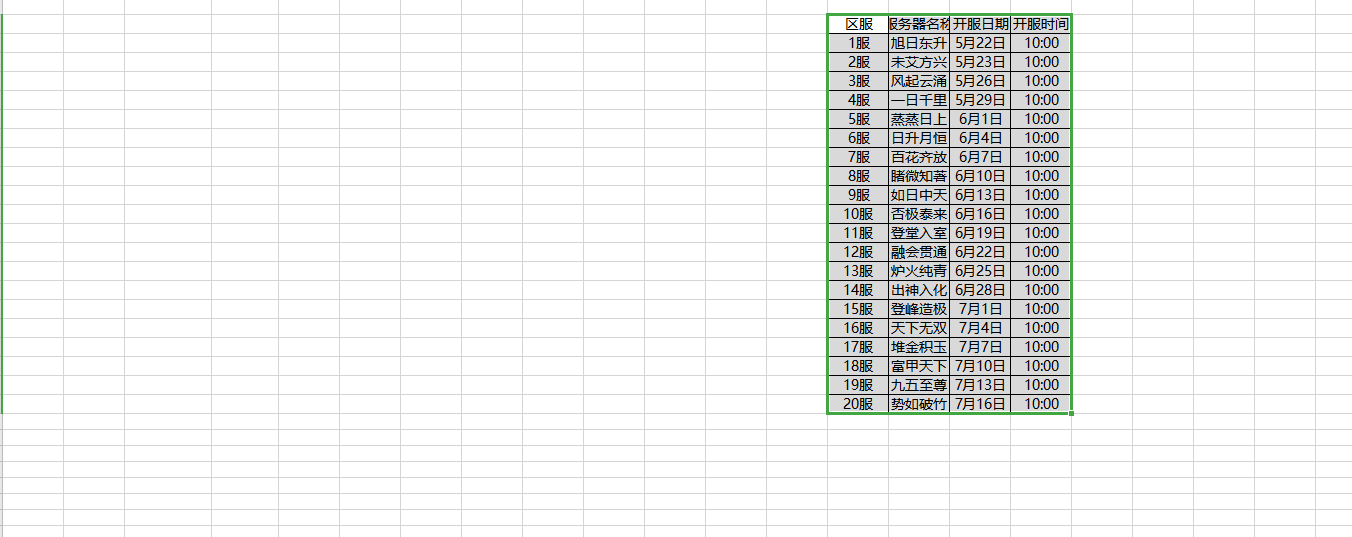 区服 服务器名称 开服日期 开服时间
1服 旭日东升 5月22日 10:00
2服 未艾方兴 5月23日 10:00
3服 风起云涌 5月26日 10:00
4服 一日千里 5月29日 10:00
5服 蒸蒸日上 6月1日 10:00
6服 日升月恒 6月4日 10:00
7服 百花齐放 6月7日 10:00
8服 睹微知著 6月10日 10:00
9服 如日中天 6月13日 10:00
10服 否极泰来 6月16日 10:00
11服 登堂入室 6月19日 10:00
12服 融会贯通 6月22日 10:00
13服 炉火纯青 6月25日 10:00
14服 出神入化 6月28日 10:00
15服 登峰造极 7月1日 10:00
16服 天下无双 7月4日 10:00
17服 堆金积玉 7月7日 10:00
18服 富甲天下 7月10日 10:00
19服 九五至尊 7月13日 10:00
20服 势如破竹 7月16日 10:00